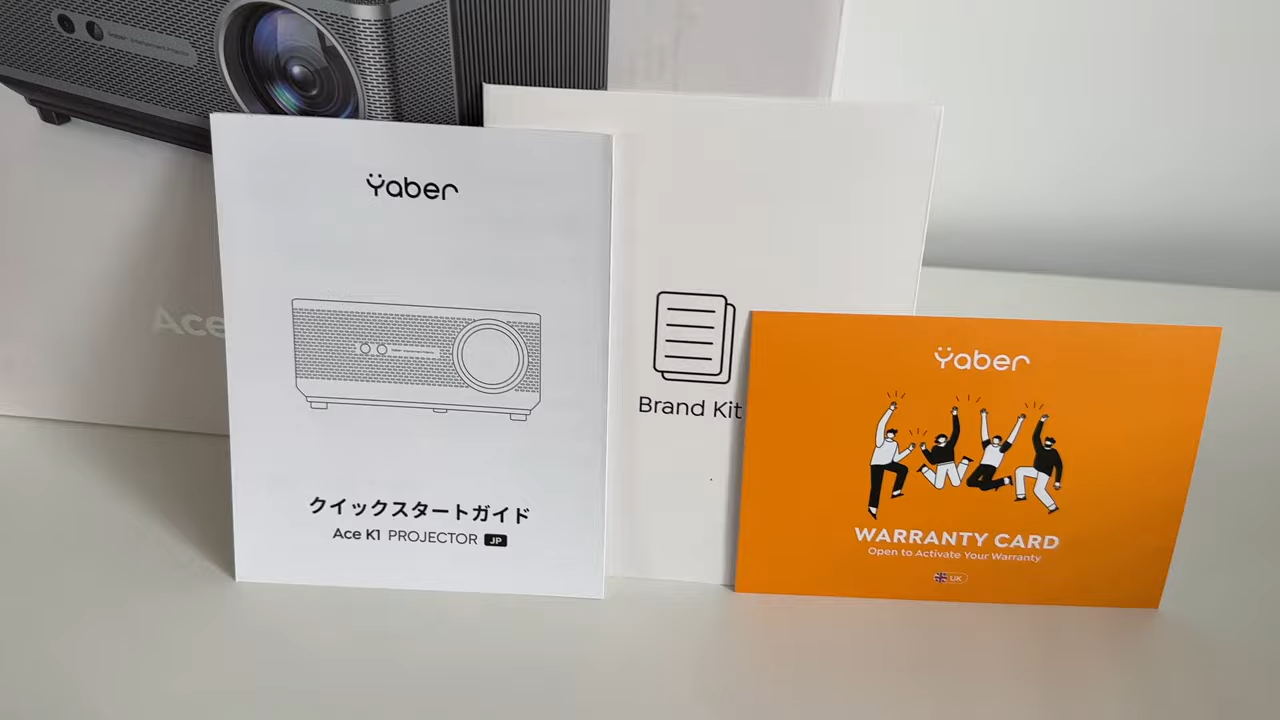 Yaber
クイックスタートガイド
Ace K1 PROJECTOR JP
Ace
Brand Kit
Yaber
WARRANTY CARD
Open to Activate Your Warranty
UK